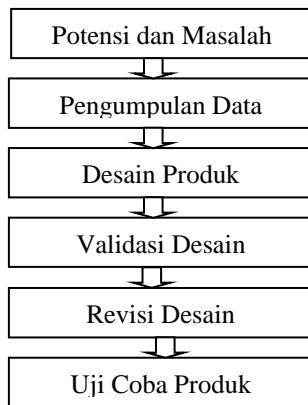 Potensi dan Masalah
Pengumpulan Data
Desain Produk
Validasi Desain
Revisi Desain
Uji Coba Produk